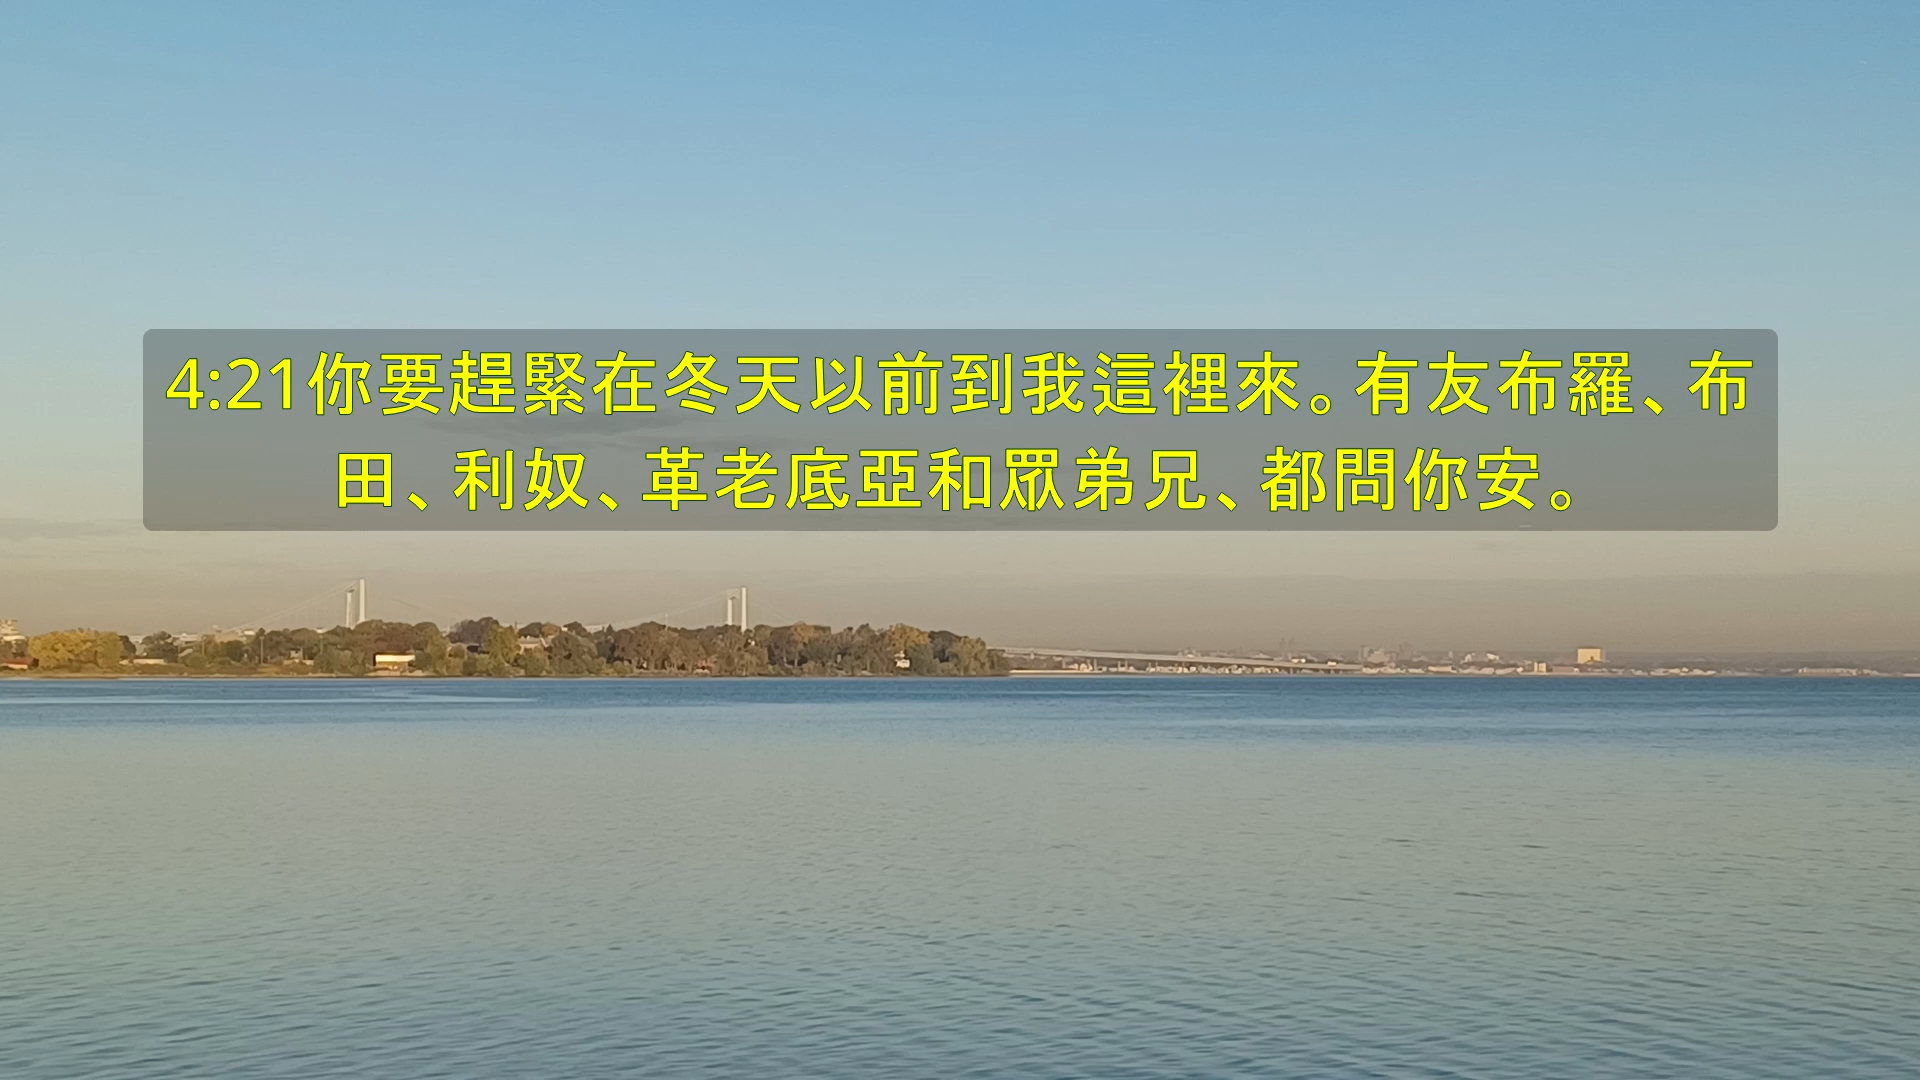 4:21你要趕緊在冬天以前到我這裡來。有友布羅、布
田、利奴、革老底亞和眾弟兄、都問你安。